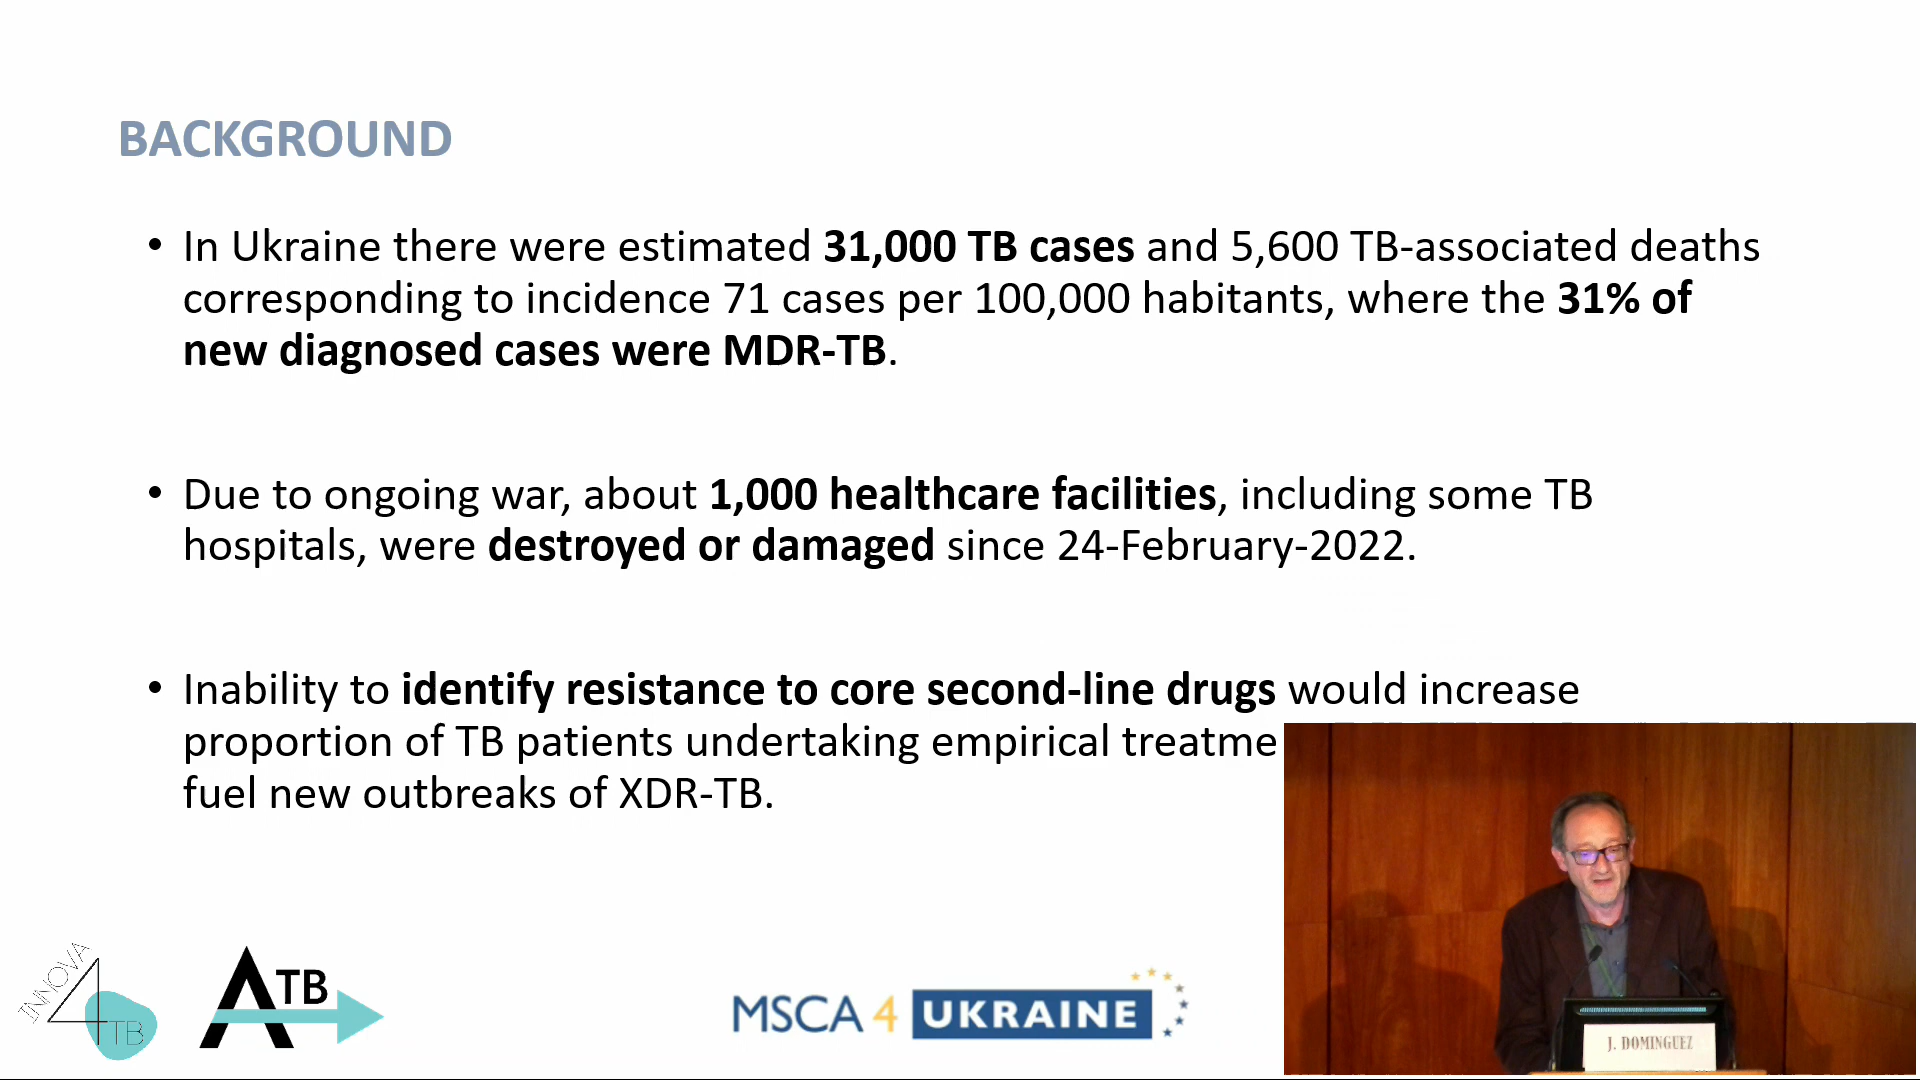 BACKGROUND
• In Ukraine there were estimated 31,000 TB cases and 5,600 TB-associated deaths
corresponding to incidence 71 cases per 100,000 habitants, where the 31% of
new diagnosed cases were MDR-TB.
• Due to ongoing war, about 1,000 healthcare facilities, including some TB
hospitals, were destroyed or damaged since 24-February-2022.
• Inability to identify resistance to core second-line drugs would increase
proportion of TB patients undertaking empirical treatme
fuel new outbreaks of XDR-TB.
INNOVA
4
TB
ATB
MSCA 4 UKRAINE
J. DOMINGUEZ